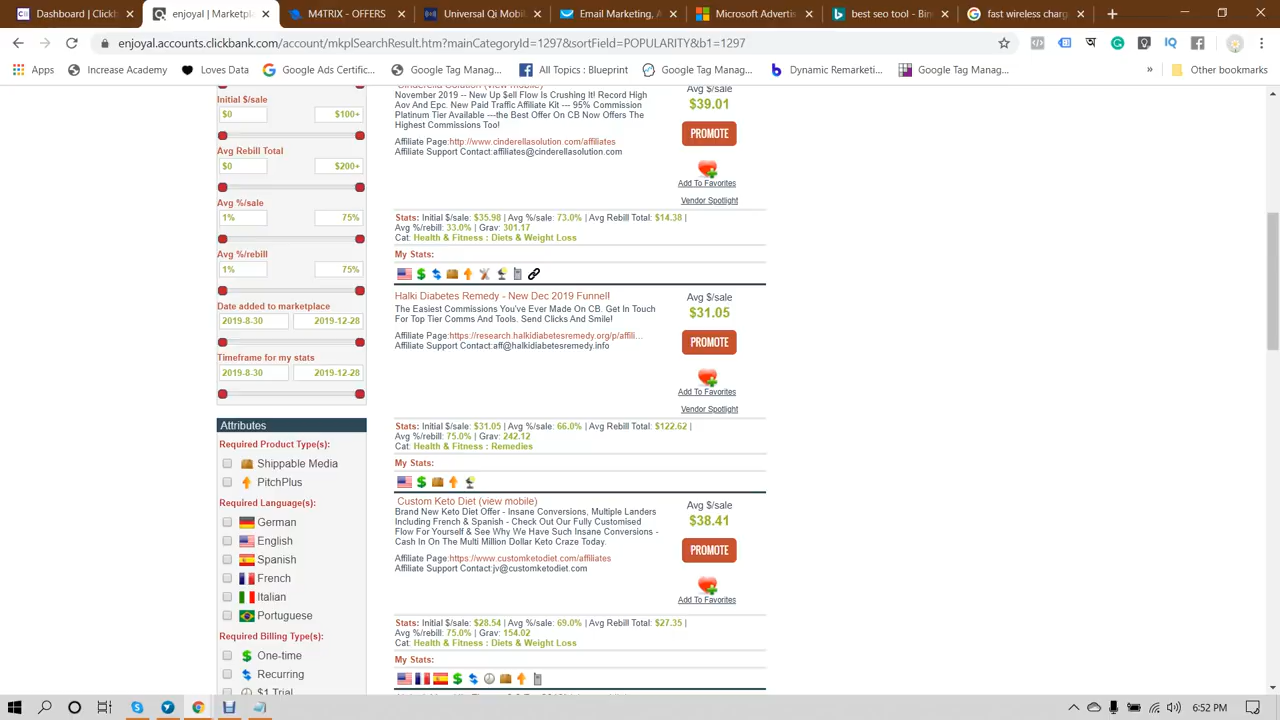 enjoyal
enjoyal - Clickbank
MATRIX - OFFERS
Universal Qi Wireless
Email Marketing, A
Microsoft Advertis
best seo tool - Bin
fast wireless charg
enjoyal.accounts.clickbank.com/account/mkplSearchResult.htm?mainCategoryId=1297&sortField=POPULARITY&b1=1297
Apps
Increase Academy
Loves Data
Google Ads Certific...
Google Tag Manag...
All Topics : Blueprint
Google Tag Manag...
Dynamic Remarketi...
Google Tag Manag...
»
Other bookmarks
Initial $/sale
$0 $100+
Avg Rebill Total
$0 $200+
Avg %/sale
1% 75%
Avg %/rebill
1% 75%
Date added to marketplace
2019-8-30 2019-12-28
Timeframe for my stats
2019-8-30 2019-12-28
Attributes
Required Product Type(s):
Shippable Media
PitchPlus
Required Language(s):
German
English
Spanish
French
Italian
Portuguese
Required Billing Type(s):
One-time
Recurring
$1 Trial
Cinderella Solution (view mobile)
November 2019 -- New Up $ell Flow Is Crushing It! Record High
Aov And Epc. New Paid Traffic Affiliate Kit --- 95% Commission
Platinum Tier Available ---the Best Offer On CB Now Offers The
Highest Commissions Too!
Affiliate Page:http://www.cinderellasolution.com/affiliates
Affiliate Support Contact:affiliates@cinderellasolution.com
Avg $/sale
$39.01
PROMOTE
Add To Favorites
Vendor Spotlight
Stats: Initial $/sale: $35.98 | Avg %/sale: 73.0% | Avg Rebill Total: $14.38 |
Avg %/rebill: 33.0% | Grav: 301.17
Cat: Health & Fitness : Diets & Weight Loss
My Stats:
Halki Diabetes Remedy - New Dec 2019 Funnel!
The Easiest Commissions You've Ever Made On CB. Get In Touch
For Top Tier Comms And Tools. Send Clicks And Smile!
Affiliate Page:https://research.halkidiabetesremedy.org/p/affili...
Affiliate Support Contact:aff@halkidiabetesremedy.info
Avg $/sale
$31.05
PROMOTE
Add To Favorites
Vendor Spotlight
Stats: Initial $/sale: $31.05 | Avg %/sale: 66.0% | Avg Rebill Total: $122.62 |
Avg %/rebill: 75.0% | Grav: 242.12
Cat: Health & Fitness : Remedies
My Stats:
Custom Keto Diet (view mobile)
Brand New Keto Diet Offer - Insane Conversions, Multiple Landers
Including French & Spanish - Check Out Our Fully Customised
Flow For Yourself & See Why We Have Such Insane Conversions -
Cash In On The Multi Million Dollar Keto Craze Today.
Affiliate Page:https://www.customketodiet.com/affiliates
Affiliate Support Contact:jv@customketodiet.com
Avg $/sale
$38.41
PROMOTE
Add To Favorites
Stats: Initial $/sale: $28.54 | Avg %/sale: 69.0% | Avg Rebill Total: $27.35 |
Avg %/rebill: 75.0% | Grav: 154.02
Cat: Health & Fitness : Diets & Weight Loss
My Stats:
6:52 PM